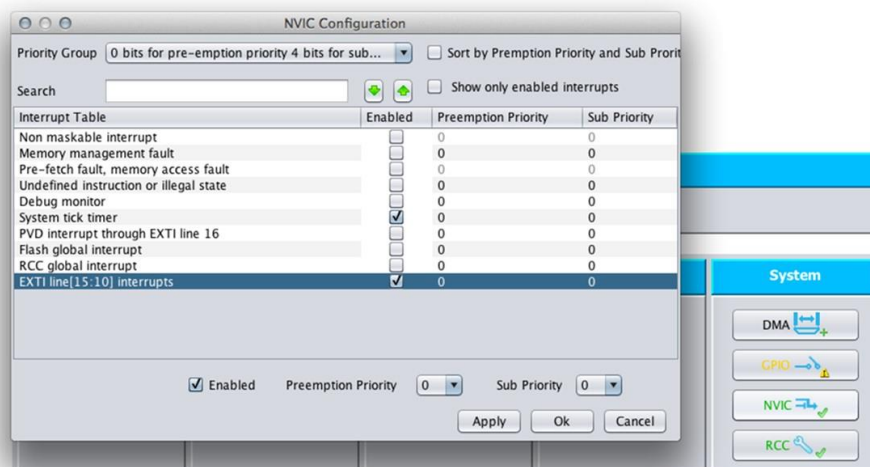 NVIC Configuration
Priority Group 0 bits for pre-emption priority 4 bits for sub... Sort by Premption Priority and Sub Prorit
Search Show only enabled interrupts
Interrupt Table Enabled Preemption Priority Sub Priority
Non maskable interrupt 0 0
Memory management fault 0 0
Pre-fetch fault, memory access fault 0 0
Undefined instruction or illegal state 0 0
Debug monitor 0 0
System tick timer 0 0
PVD interrupt through EXTI line 16 0 0
Flash global interrupt 0 0
RCC global interrupt 0 0
EXTI line[15:10] interrupts 0 0
Enabled Preemption Priority 0 Sub Priority 0
Apply Ok Cancel
System
DMA
GPIO
NVIC
RCC